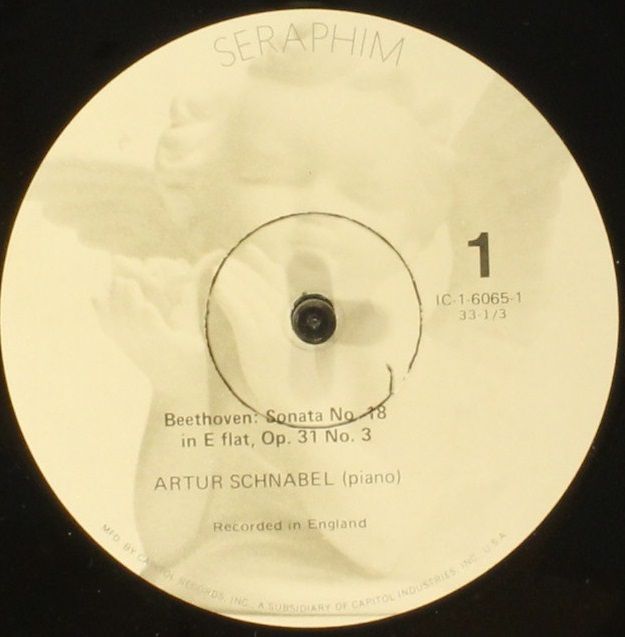 SERAPHIM
1
IC-1-6065-1
33-1/3
Beethoven: Sonata No. 18
in E flat, Op. 31 No. 3
ARTUR SCHNABEL (piano)
Recorded in England
MFD. BY CAPITOL RECORDS, INC., A SUBSIDIARY OF CAPITOL INDUSTRIES, INC., U.S.A.